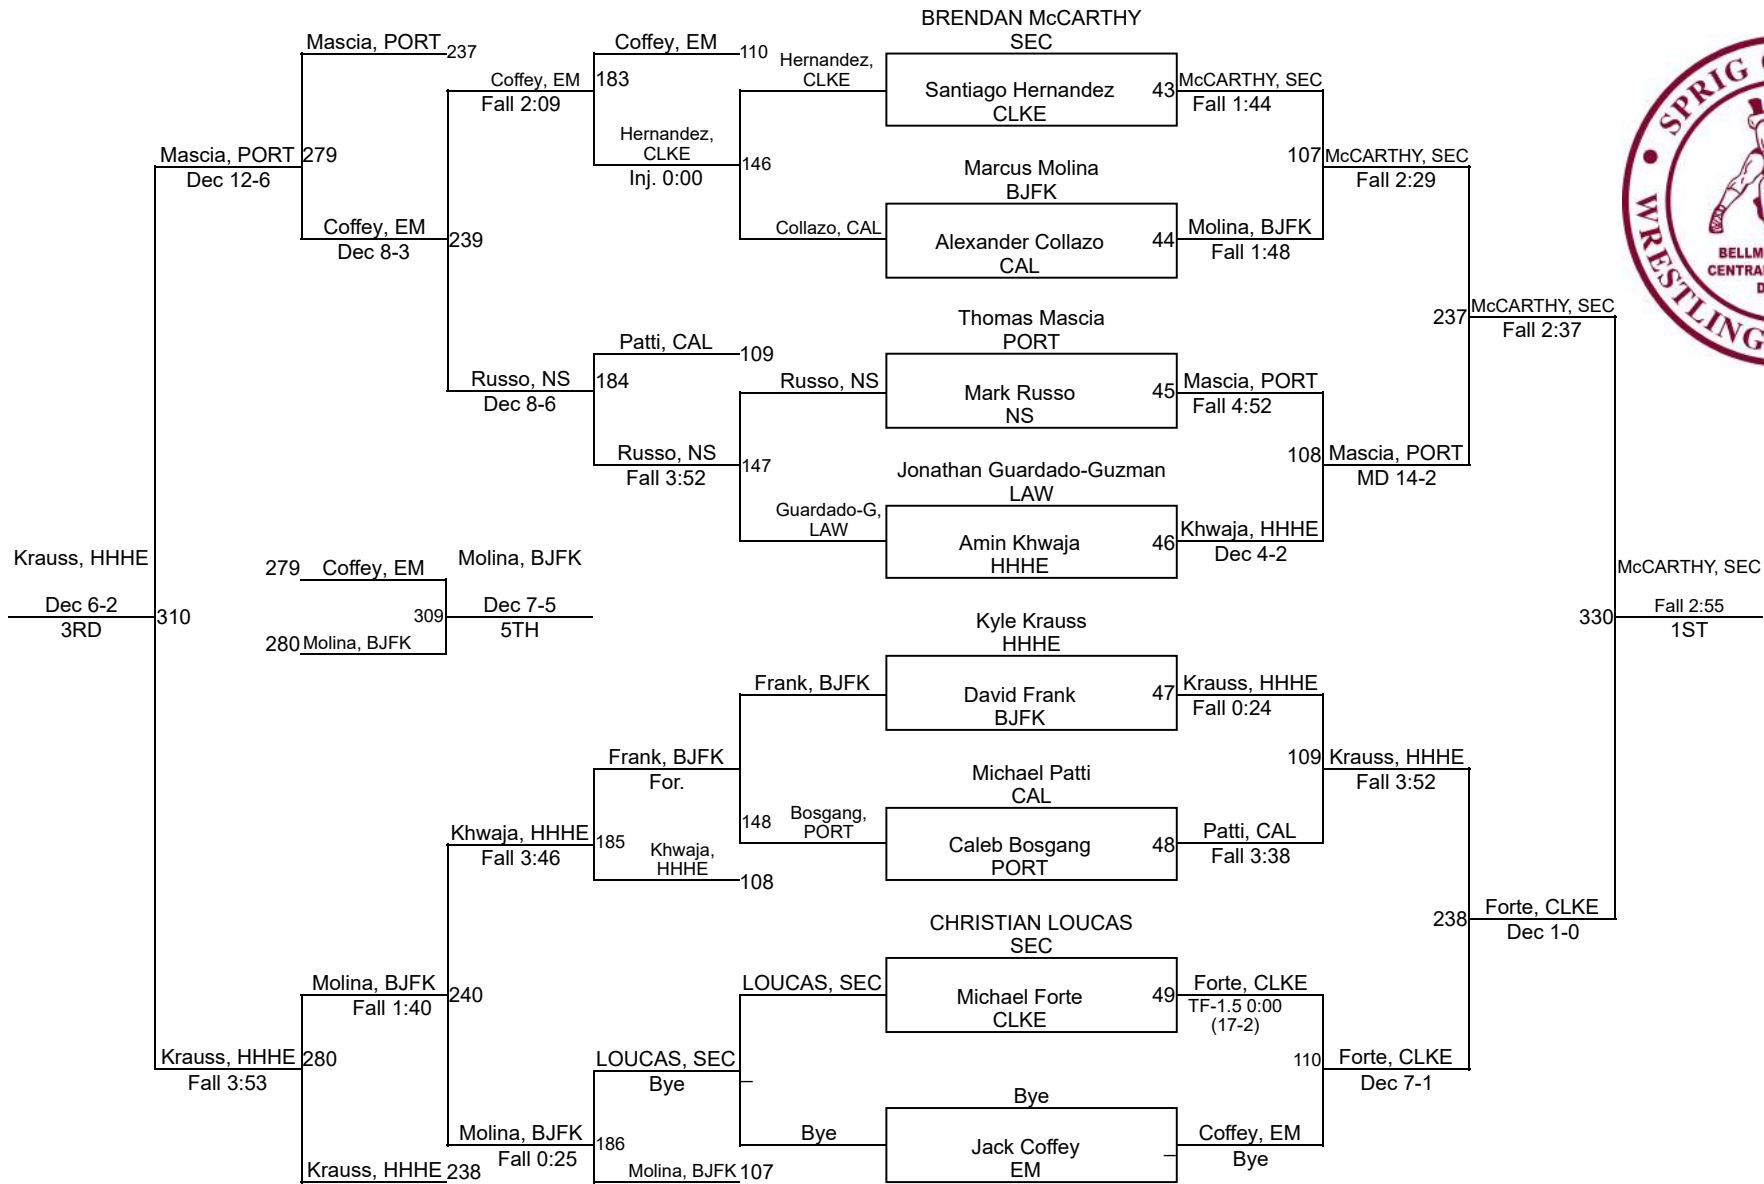 BRENDAN McCARTHY
SEC
Santiago Hernandez 43
CLKE
Marcus Molina
BJFK
Alexander Collazo 44
CAL
Thomas Mascia
PORT
Mark Russo 45
NS
Jonathan Guardado-Guzman
LAW
Amin Khwaja 46
HHHE
Kyle Krauss
HHHE
David Frank 47
BJFK
Michael Patti
CAL
Caleb Bosgang 48
PORT
CHRISTIAN LOUCAS
SEC
Michael Forte 49
CLKE
Bye
Jack Coffey –
EM
McCARTHY, SEC
Fall 1:44
Molina, BJFK
Fall 1:48
Mascia, PORT
Fall 4:52
Khwaja, HHHE
Dec 4-2
Krauss, HHHE
Fall 0:24
Patti, CAL
Fall 3:38
Forte, CLKE
TF-1.5 0:00
(17-2)
Coffey, EM
Bye
107 McCARTHY, SEC
Fall 2:29
108 Mascia, PORT
MD 14-2
109 Krauss, HHHE
Fall 3:52
110 Forte, CLKE
Dec 7-1
237 McCARTHY, SEC
Fall 2:37
238 Forte, CLKE
Dec 1-0
McCARTHY, SEC
330 Fall 2:55
1ST
Hernandez,
CLKE
146
Collazo, CAL
Russo, NS
147
Guardado-G,
LAW
Frank, BJFK
148
Bosgang,
PORT
LOUCAS, SEC
–
Bye
Coffey, EM 110
183
Hernandez,
CLKE
Inj. 0:00
Patti, CAL 109
184
Russo, NS
Fall 3:52
Frank, BJFK
For.
185
Khwaja,
HHHE
108
LOUCAS, SEC
Bye
186
Molina, BJFK 107
Coffey, EM
Fall 2:09
239
Russo, NS
Dec 8-6
Khwaja, HHHE
Fall 3:46
240
Molina, BJFK
Fall 0:25
Mascia, PORT 237
279
Coffey, EM
Dec 8-3
Molina, BJFK
Fall 1:40
280
Krauss, HHHE 238
Mascia, PORT
Dec 12-6
Krauss, HHHE
Fall 3:53
Krauss, HHHE
Dec 6-2 310
3RD
279 Coffey, EM
280 Molina, BJFK
309
Molina, BJFK
Dec 7-5
5TH
SPRIG
WRESTLING